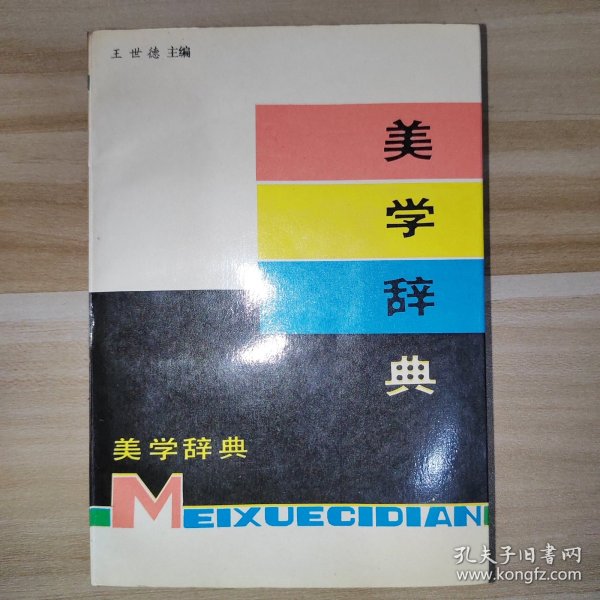 王世德 主编
美
学
辞
典
美学辞典
MEIXUECIDIAN
孔夫子旧书网
www.kongfz.com